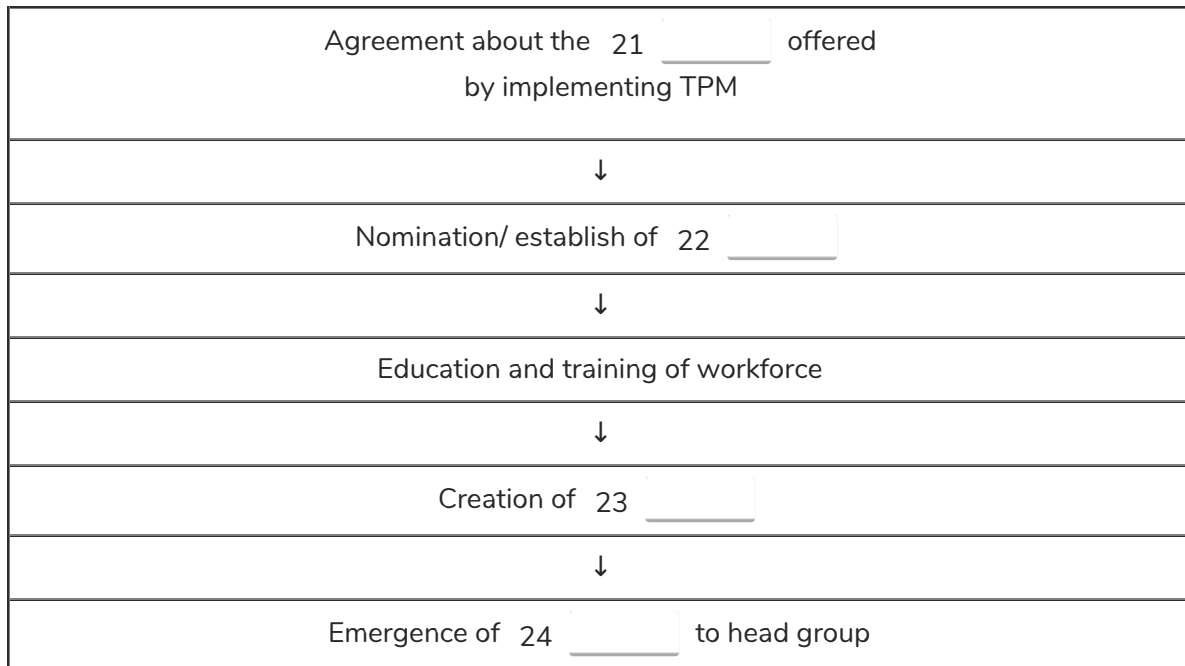 Agreement about the 21 offered
by implementing TPM
↓
Nomination/ establish of 22
↓
Education and training of workforce
↓
Creation of 23
↓
Emergence of 24 to head group